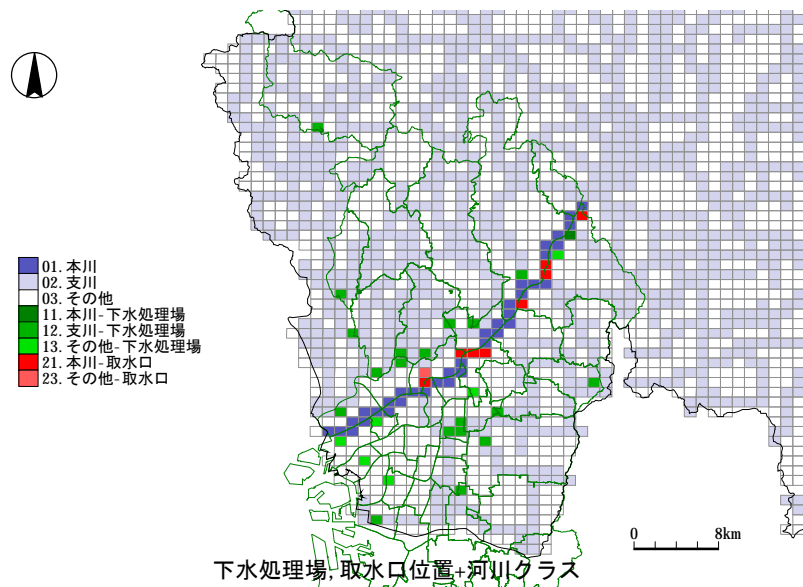 01. 本川
02. 支川
03. その他
11. 本川-下水処理場
12. 支川-下水処理場
13. その他-下水処理場
21. 本川-取水口
23. その他-取水口
0 8km
下水処理場, 取水口位置+河川クラス